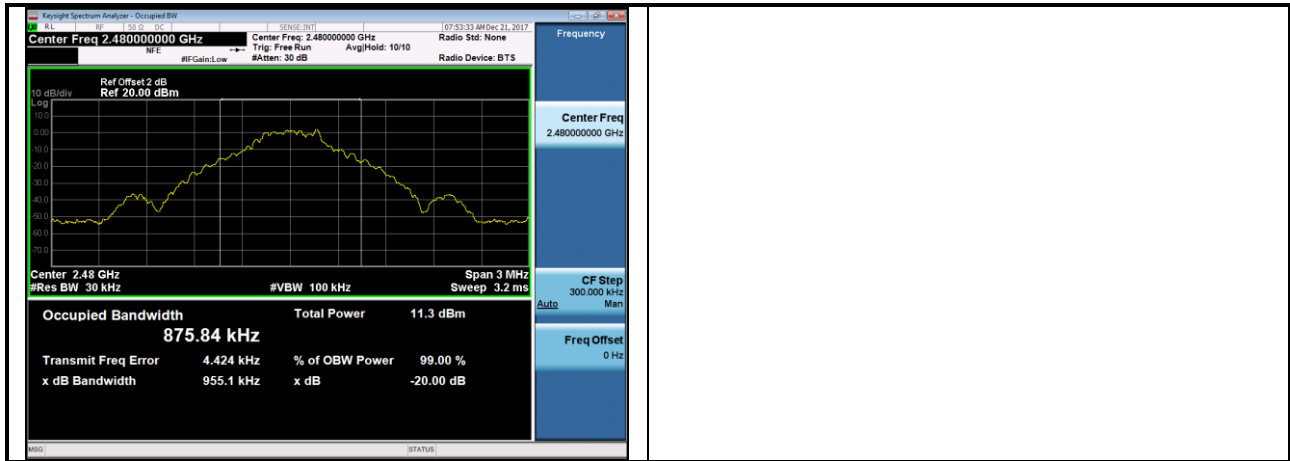 Keysight Spectrum Analyzer - Occupied BW
LXI RL RF 50 Ω DC SENSE:INT 07:53:33 AM Dec 21, 2017
Center Freq 2.480000000 GHz Center Freq: 2.480000000 GHz Radio Std: None Frequency
NFE Trig: Free Run Avg|Hold: 10/10
#IFGain:Low #Atten: 30 dB Radio Device: BTS
Ref Offset 2 dB
10 dB/div Ref 20.00 dBm
Log
10.0
0.00
-10.0
-20.0
-30.0
-40.0
-50.0
-60.0
-70.0
Center Freq
2.480000000 GHz
Center 2.48 GHz Span 3 MHz
#Res BW 30 kHz #VBW 100 kHz Sweep 3.2 ms
CF Step
300.000 kHz
Auto Man
Occupied Bandwidth Total Power 11.3 dBm
875.84 kHz
Transmit Freq Error 4.424 kHz % of OBW Power 99.00 %
x dB Bandwidth 955.1 kHz x dB -20.00 dB
Freq Offset
0 Hz
MSG STATUS